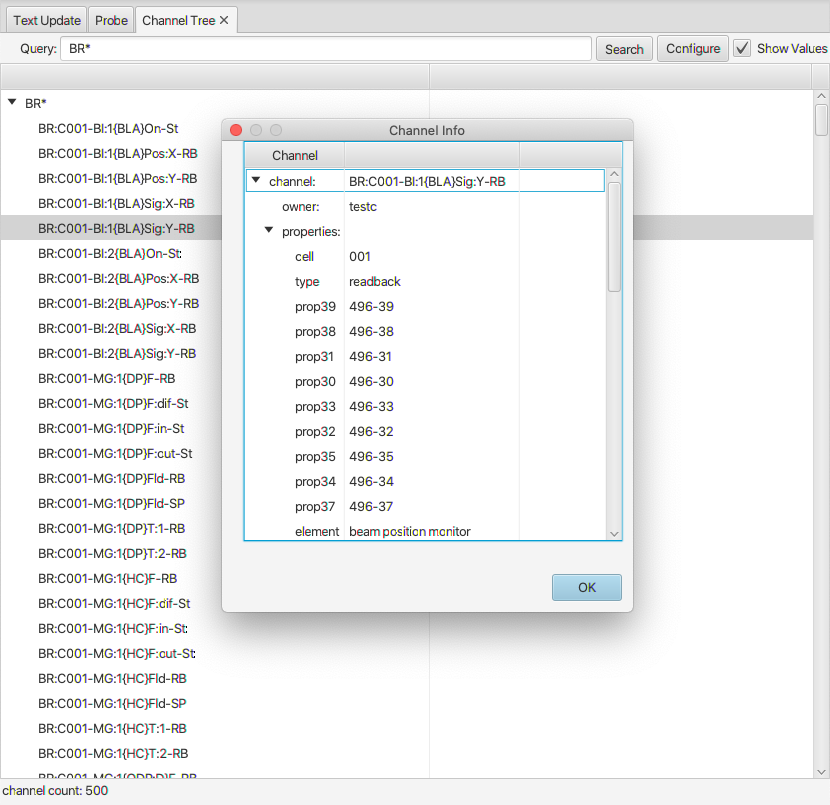 Text Update Probe Channel Tree
Query: BR* Search Configure Show Values
BR*
BR:C001-BI:1{BLA}On-St
BR:C001-BI:1{BLA}Pos:X-RB
BR:C001-BI:1{BLA}Pos:Y-RB
BR:C001-BI:1{BLA}Sig:X-RB
BR:C001-BI:1{BLA}Sig:Y-RB
BR:C001-BI:2{BLA}On-St
BR:C001-BI:2{BLA}Pos:X-RB
BR:C001-BI:2{BLA}Pos:Y-RB
BR:C001-BI:2{BLA}Sig:X-RB
BR:C001-BI:2{BLA}Sig:Y-RB
BR:C001-MG:1{DP}F-RB
BR:C001-MG:1{DP}F:dif-St
BR:C001-MG:1{DP}F:in-St
BR:C001-MG:1{DP}F:out-St
BR:C001-MG:1{DP}Fld-RB
BR:C001-MG:1{DP}Fld-SP
BR:C001-MG:1{DP}T:1-RB
BR:C001-MG:1{DP}T:2-RB
BR:C001-MG:1{HC}F-RB
BR:C001-MG:1{HC}F:dif-St
BR:C001-MG:1{HC}F:in-St
BR:C001-MG:1{HC}F:out-St
BR:C001-MG:1{HC}Fld-RB
BR:C001-MG:1{HC}Fld-SP
BR:C001-MG:1{HC}T:1-RB
BR:C001-MG:1{HC}T:2-RB
channel count: 500
Channel Info
Channel
channel: BR:C001-BI:1{BLA}Sig:Y-RB
owner: testc
properties:
cell 001
type readback
prop39 496-39
prop38 496-38
prop31 496-31
prop30 496-30
prop33 496-33
prop32 496-32
prop35 496-35
prop34 496-34
prop37 496-37
element beam position monitor
OK